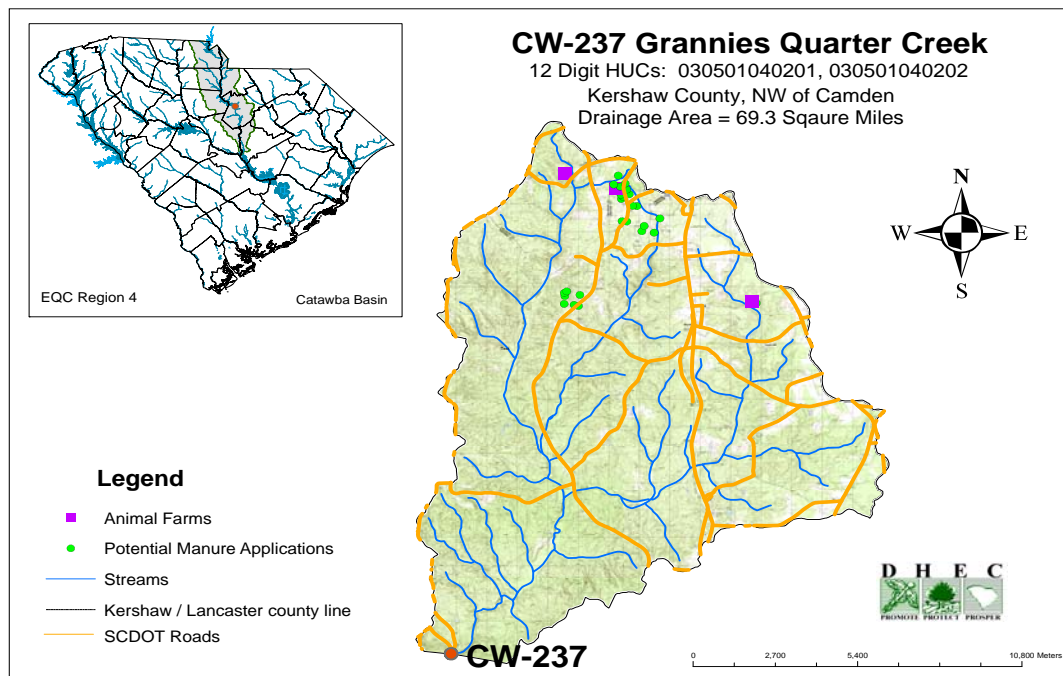 CW-237 Grannies Quarter Creek
12 Digit HUCs: 030501040201, 030501040202
Kershaw County, NW of Camden
Drainage Area = 69.3 Sqaure Miles
EQC Region 4
Catawba Basin
N
W
E
S
Legend
Animal Farms
Potential Manure Applications
Streams
Kershaw / Lancaster county line
SCDOT Roads
CW-237
D H E C
PROMOTE PROTECT PROSPER
0 2,700 5,400 10,800 Meters